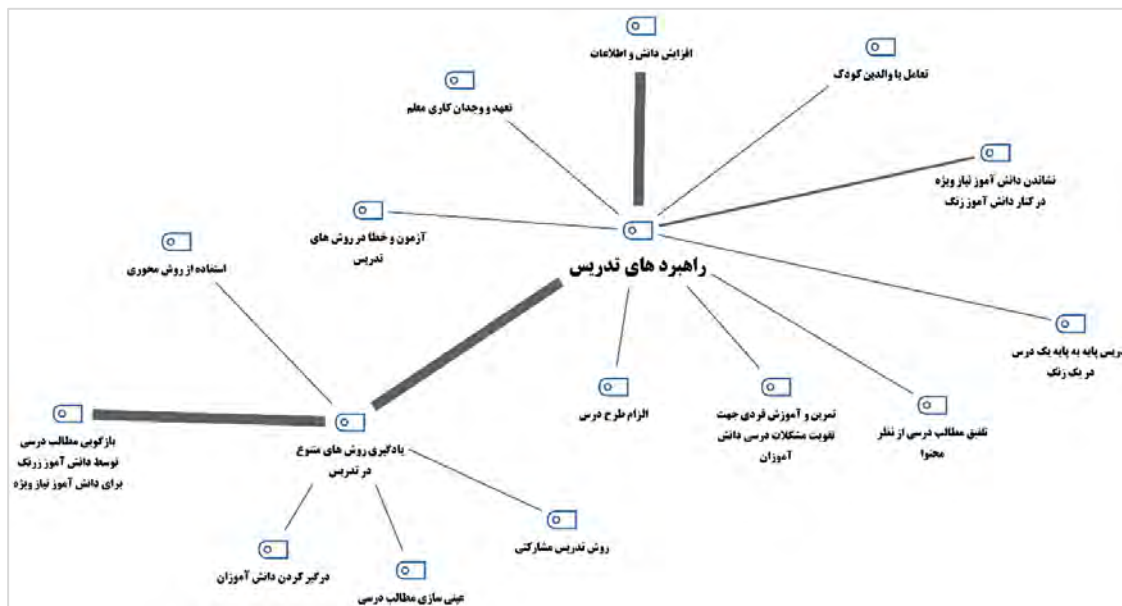 افزایش دانش و اطلاعات
تعامل با والدین کودک
تعهد و وجدان کاری معلم
نشاندن دانش آموز نیاز ویژه
در کنار دانش آموز زنگ
آزمون و خطا در روش های
تدریس
استفاده از روش محوری
راهبرد های تدریس
ریس پایه به پایه یک درس
در یک زنگ
الزام طرح درس
تمرین و آموزش فردی جهت
تقویت مشکلات درسی دانش
آموزان
تلفیق مطالب درسی از نظر
محتوا
بازگویی مطالب درسی
توسط دانش آموز زرنگ
برای دانش آموز نیاز ویژه
یادگیری روش های متنوع
در تدریس
روش تدریس مشارکتی
درگیر کردن دانش آموزان
عینی سازی مطالب درسی